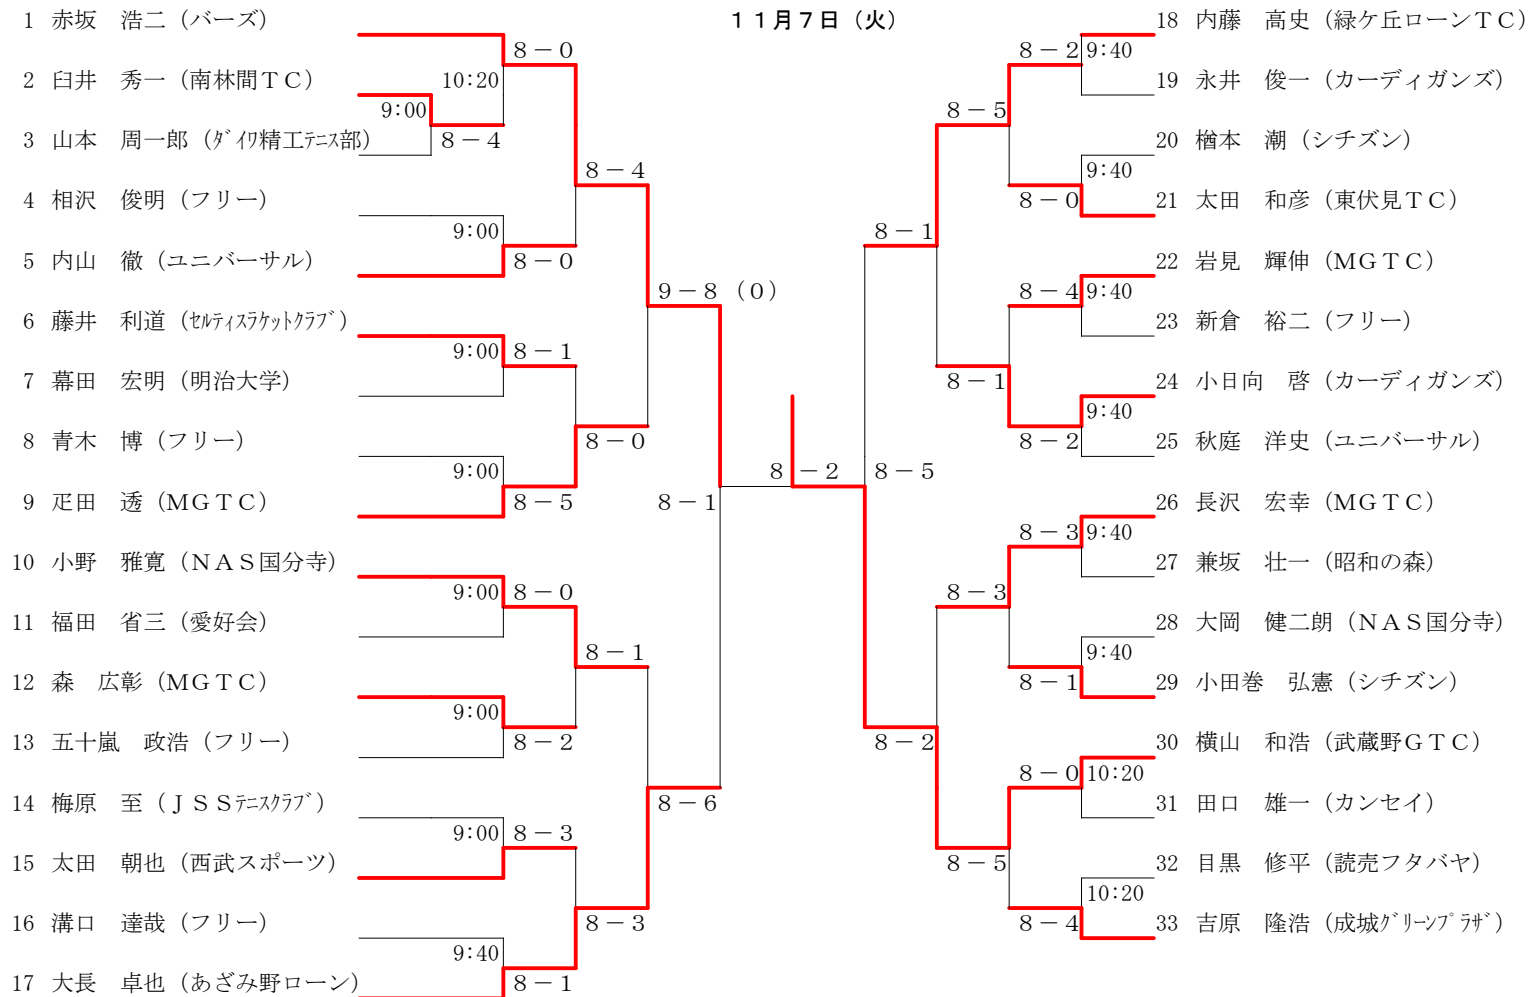 １１月７日（火）
1 赤坂　浩二（バーズ）
8－0
2 臼井　秀一（南林間ＴＣ）
10:20
9:00
3 山本　周一郎（ﾀﾞｲﾜ精工ﾃﾆｽ部）
8－4
8－4
4 相沢　俊明（フリー）
9:00
5 内山　徹（ユニバーサル）
8－0
9－8（0）
6 藤井　利道（ｾﾙﾃｨｽﾗｹｯﾄｸﾗﾌﾞ）
9:00
8－1
7 幕田　宏明（明治大学）
8 青木　博（フリー）
8－0
9:00
9 疋田　透（ＭＧＴＣ）
8－5
8－1
10 小野　雅寛（ＮＡＳ国分寺）
9:00
8－0
11 福田　省三（愛好会）
8－1
12 森　広彰（ＭＧＴＣ）
9:00
13 五十嵐　政浩（フリー）
8－2
14 梅原　至（ＪＳＳﾃﾆｽｸﾗﾌﾞ）
8－6
9:00
8－3
15 太田　朝也（西武スポーツ）
16 溝口　達哉（フリー）
8－3
9:40
17 大長　卓也（あざみ野ローン）
8－1
8－2
18 内藤　高史（緑ケ丘ローンＴＣ）
8－2
9:40
19 永井　俊一（カーディガンズ）
8－5
20 楢本　潮（シチズン）
9:40
21 太田　和彦（東伏見ＴＣ）
8－0
8－1
22 岩見　輝伸（ＭＧＴＣ）
8－4
9:40
23 新倉　裕二（フリー）
24 小日向　啓（カーディガンズ）
8－1
9:40
25 秋庭　洋史（ユニバーサル）
8－2
8－5
26 長沢　宏幸（ＭＧＴＣ）
8－3
9:40
27 兼坂　壮一（昭和の森）
8－3
28 大岡　健二朗（ＮＡＳ国分寺）
9:40
29 小田巻　弘憲（シチズン）
8－1
8－2
30 横山　和浩（武蔵野ＧＴＣ）
8－0
10:20
31 田口　雄一（カンセイ）
8－5
32 目黒　修平（読売フタバヤ）
10:20
33 吉原　隆浩（成城ｸﾞﾘｰﾝﾌﾟﾗｻﾞ）
8－4